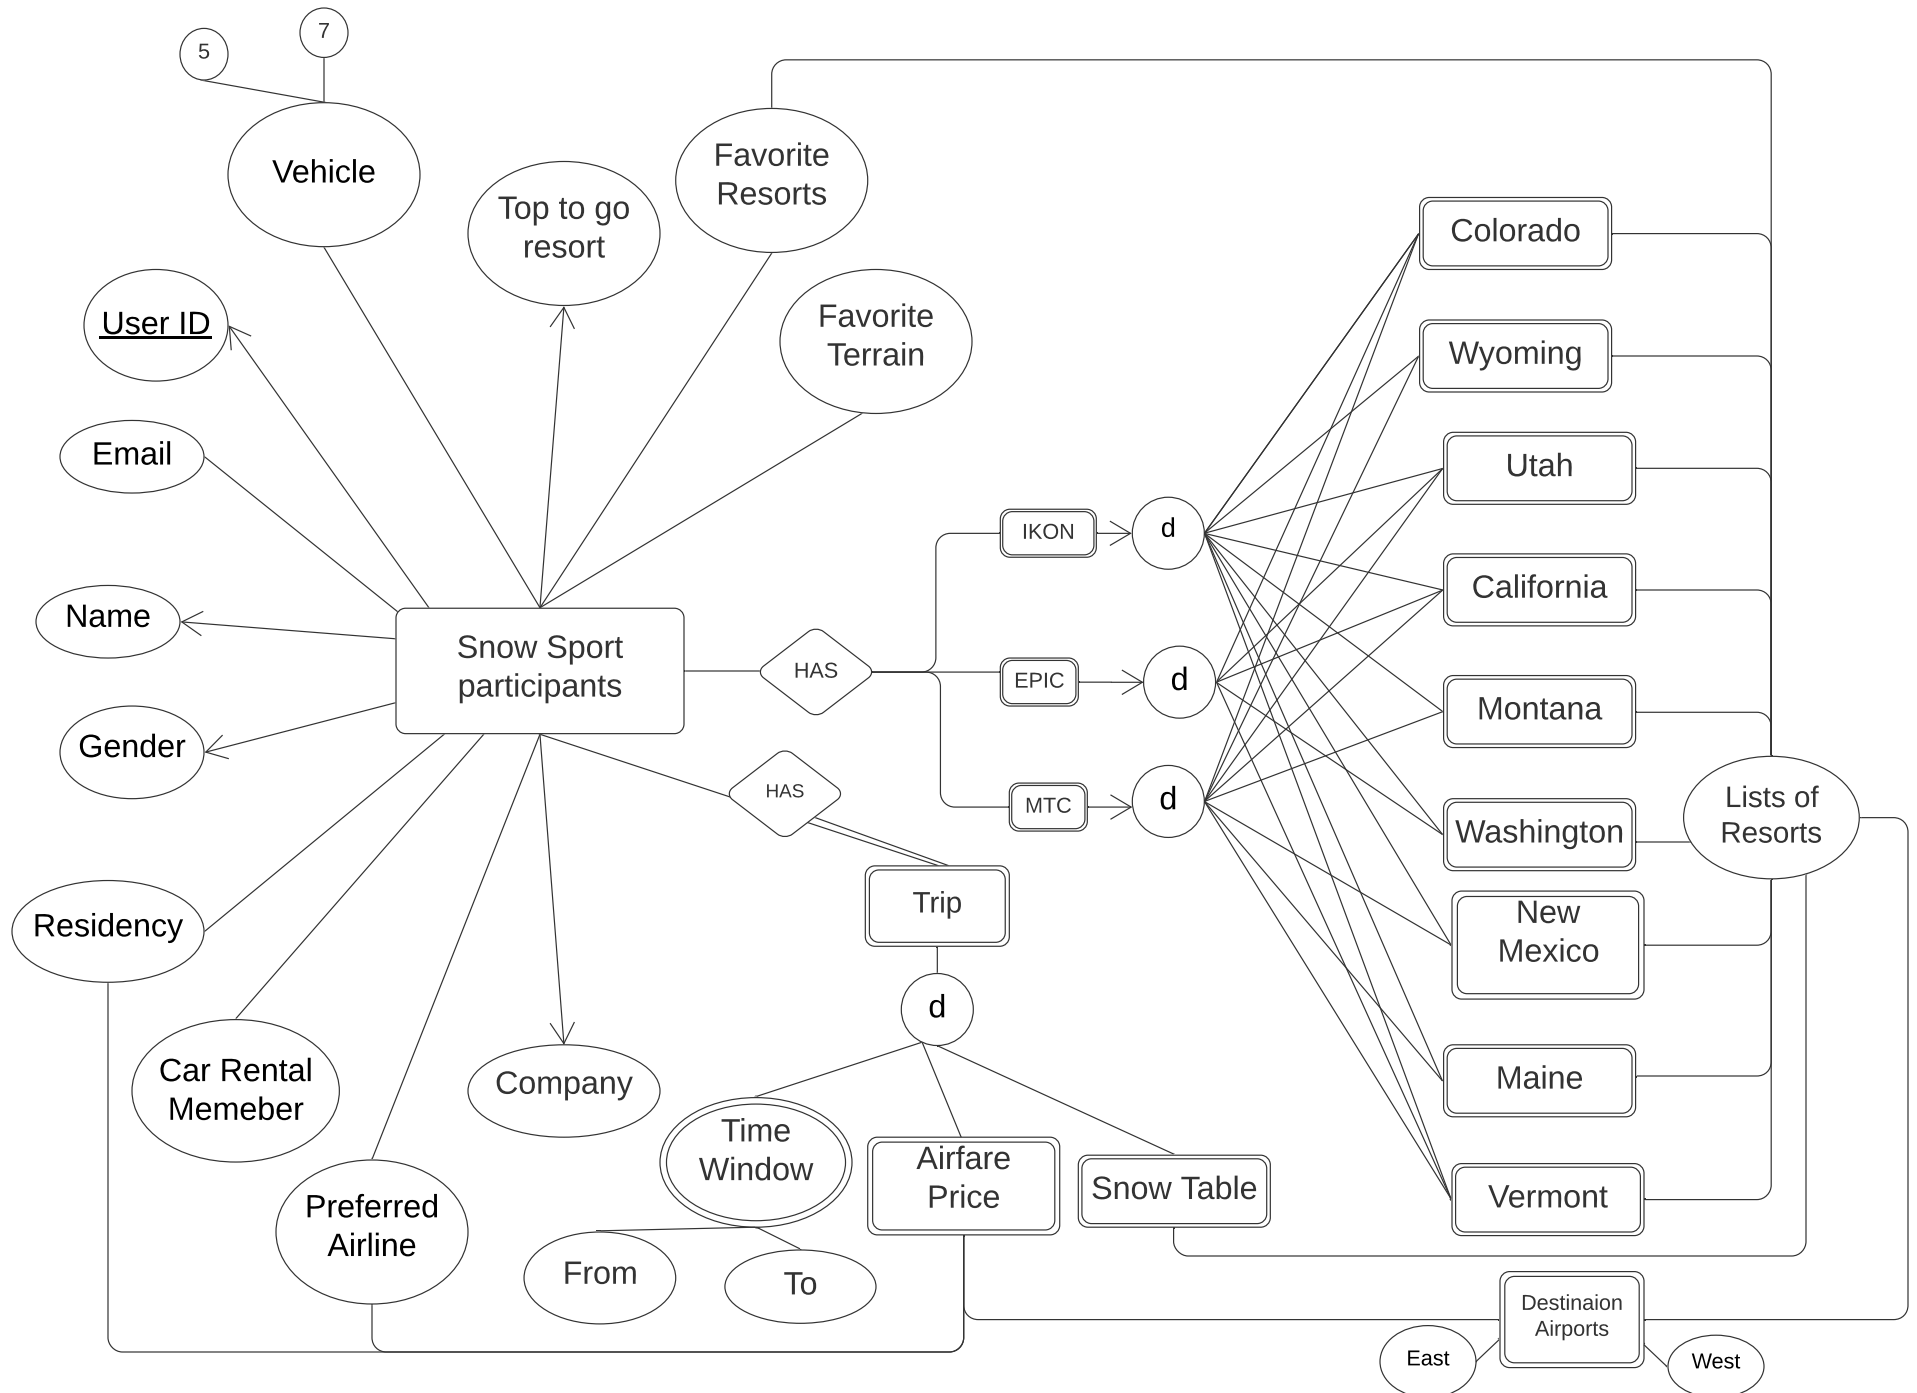 5
7
Vehicle
Top to go
resort
Favorite
Resorts
Favorite
Terrain
User ID
Email
Name
Gender
Snow Sport
participants
HAS
HAS
IKON
EPIC
MTC
d
d
d
Colorado
Wyoming
Utah
California
Montana
Washington
New
Mexico
Maine
Vermont
Lists of
Resorts
Trip
d
Residency
Car Rental
Memeber
Preferred
Airline
Company
Time
Window
From
To
Airfare
Price
Snow Table
Destinaion
Airports
East
West